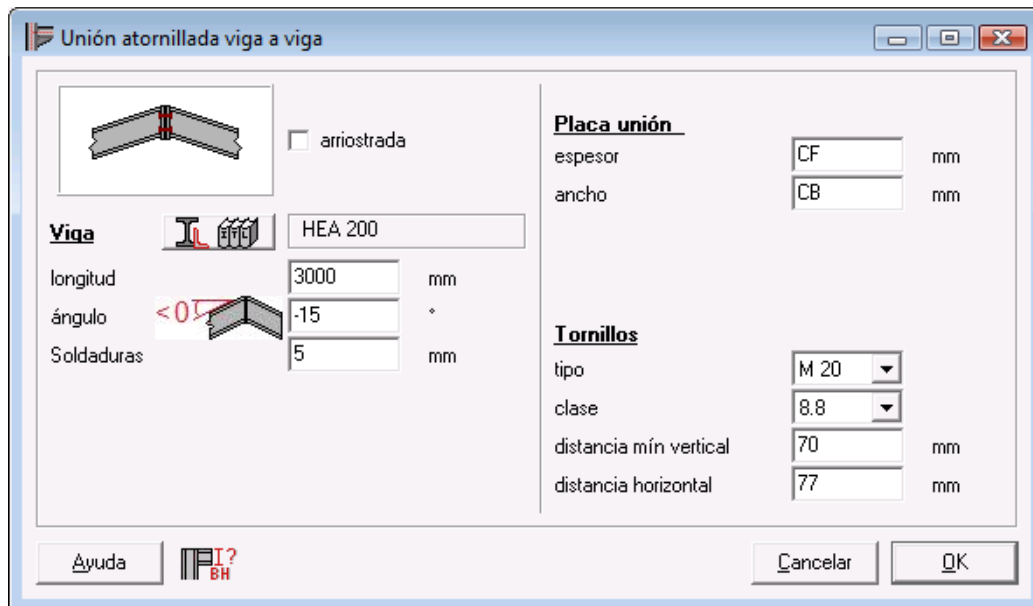 Unión atornillada viga a viga
arriostrada
Viga HEA 200
longitud 3000 mm
ángulo <0 -15 °
Soldaduras 5 mm
Placa unión
espesor CF mm
ancho CB mm
Tornillos
tipo M 20
clase 8.8
distancia mín vertical 70 mm
distancia horizontal 77 mm
Ayuda I?
BH
Cancelar OK